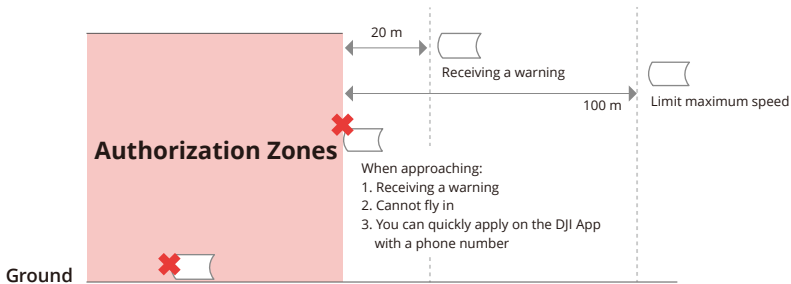 20 m
Receiving a warning
100 m
Limit maximum speed
Authorization Zones
When approaching:
1. Receiving a warning
2. Cannot fly in
3. You can quickly apply on the DJI App
with a phone number
Ground